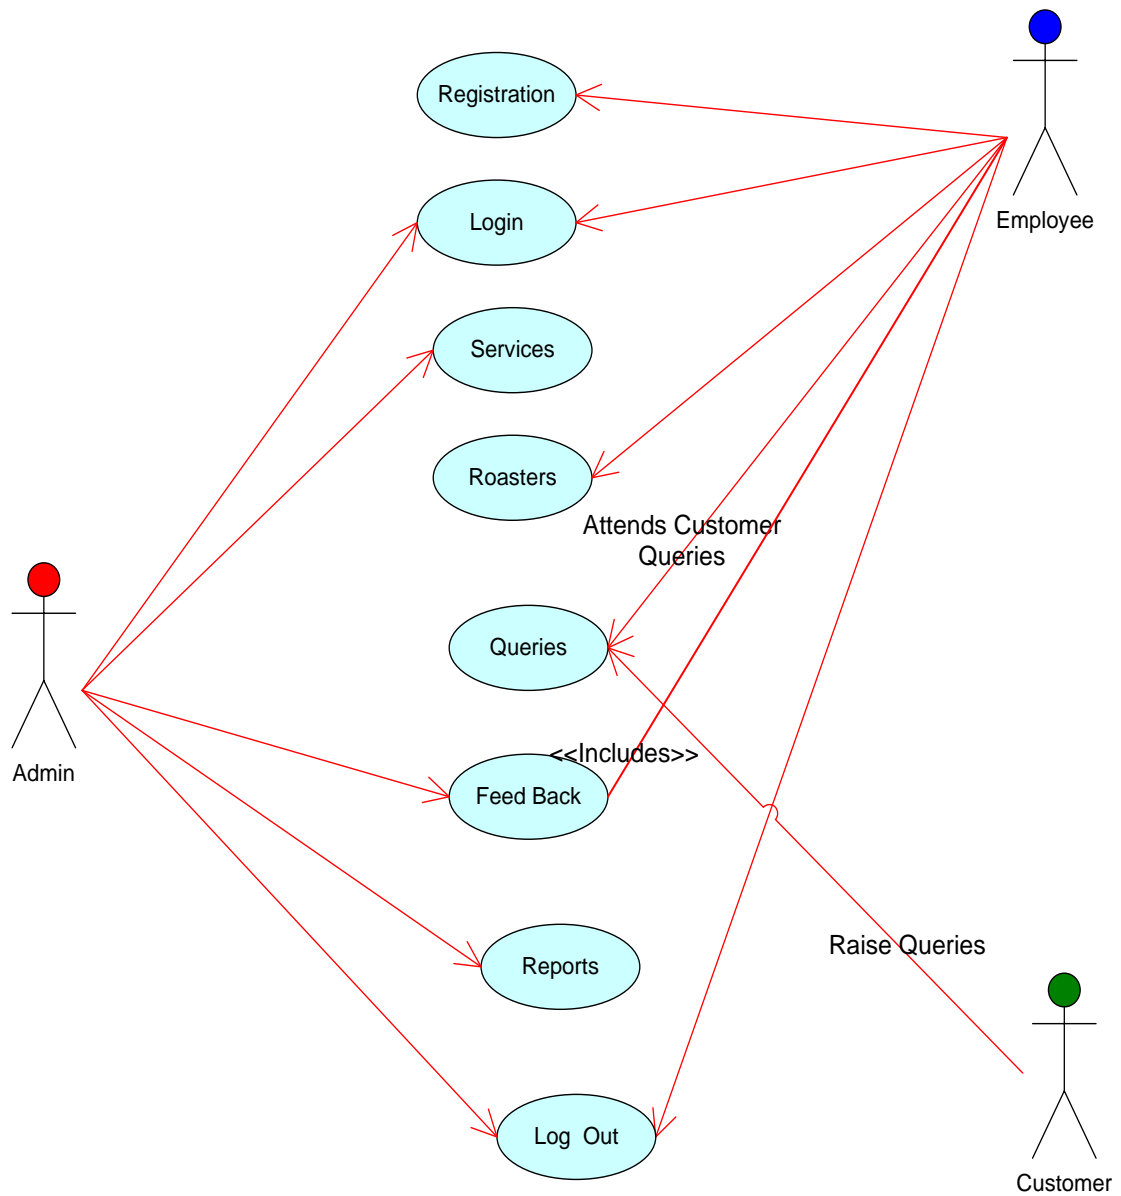 Registration
Login
Employee
Services
Roasters
Attends Customer
Queries
Queries
<<Includes>>
Admin
Feed Back
Raise Queries
Reports
Log  Out
Customer